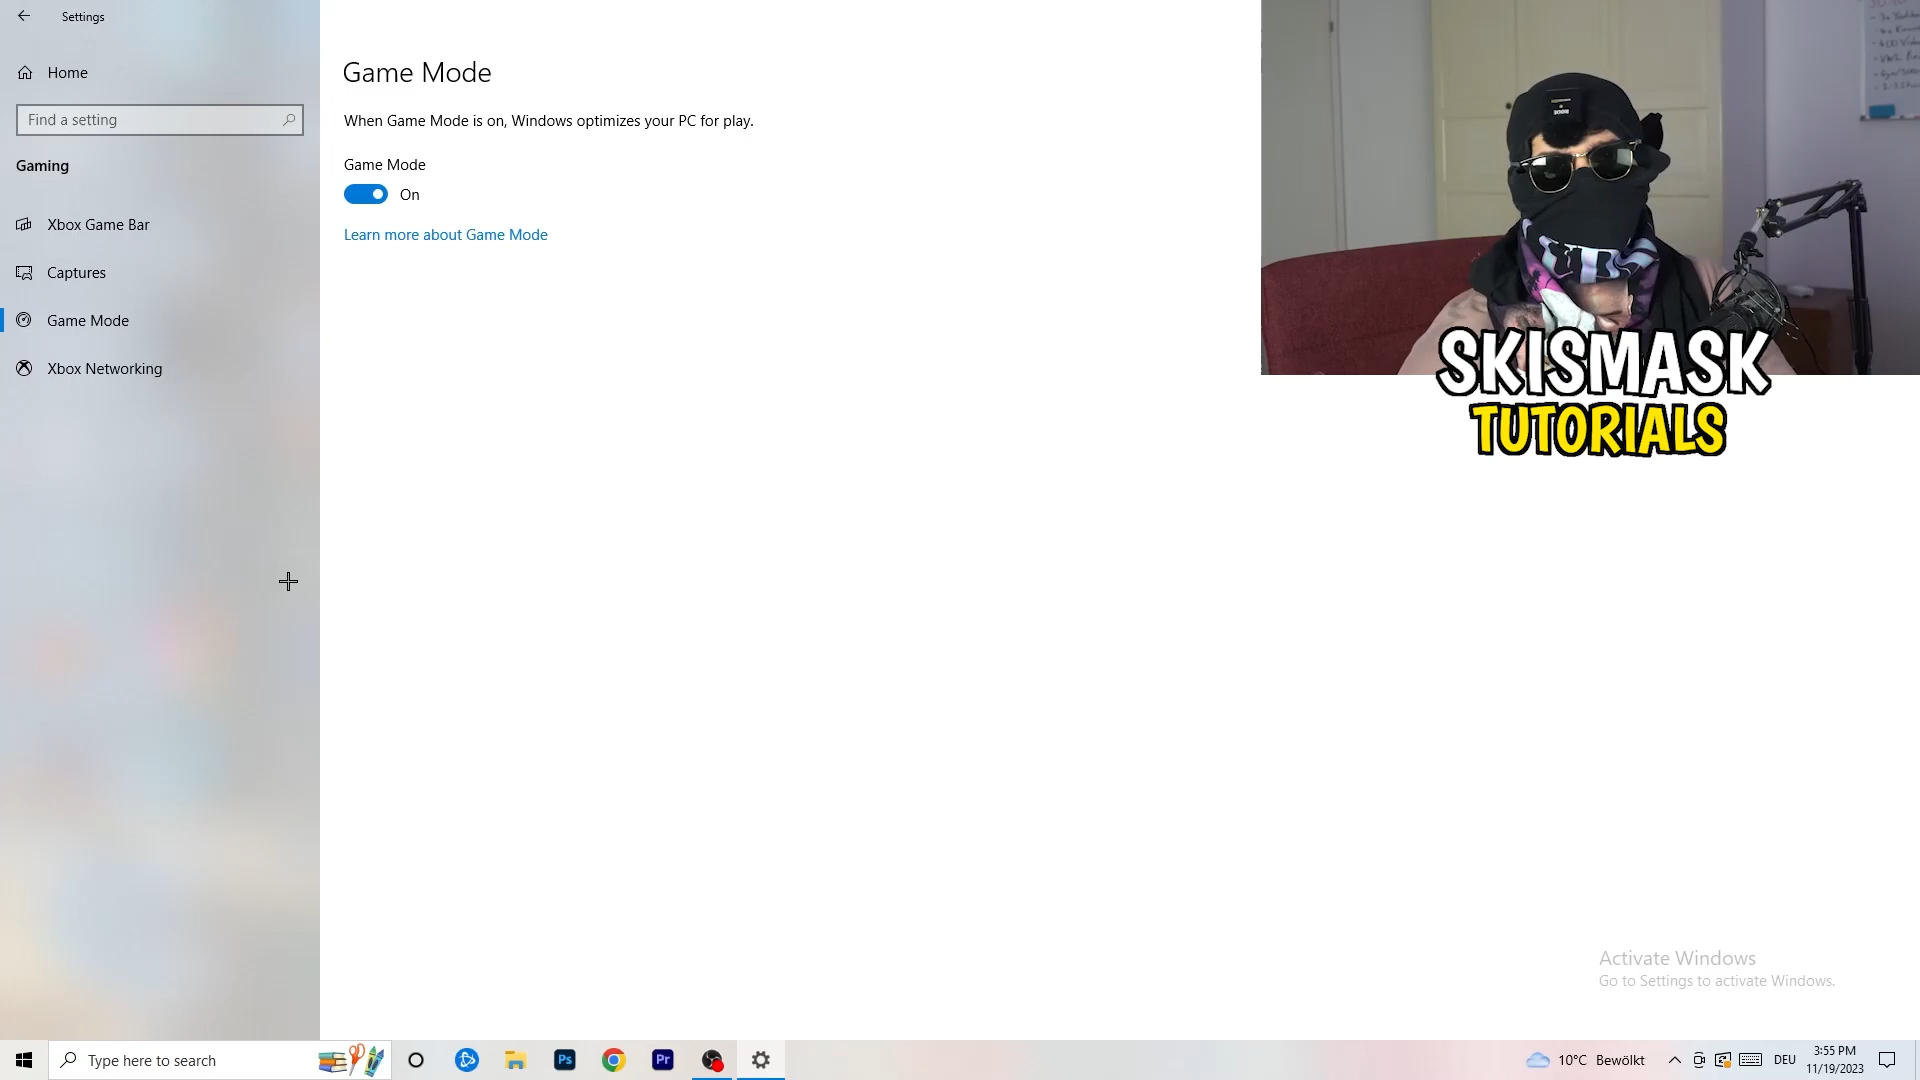 Settings
Home
Find a setting
Gaming
Xbox Game Bar
Captures
Game Mode
Xbox Networking
Game Mode
When Game Mode is on, Windows optimizes your PC for play.
Game Mode
On
Learn more about Game Mode
SKISMASK
TUTORIALS
Activate Windows
Go to Settings to activate Windows.
Type here to search
Ps
Pr
10°C Bewölkt
DEU
3:55 PM
11/19/2023